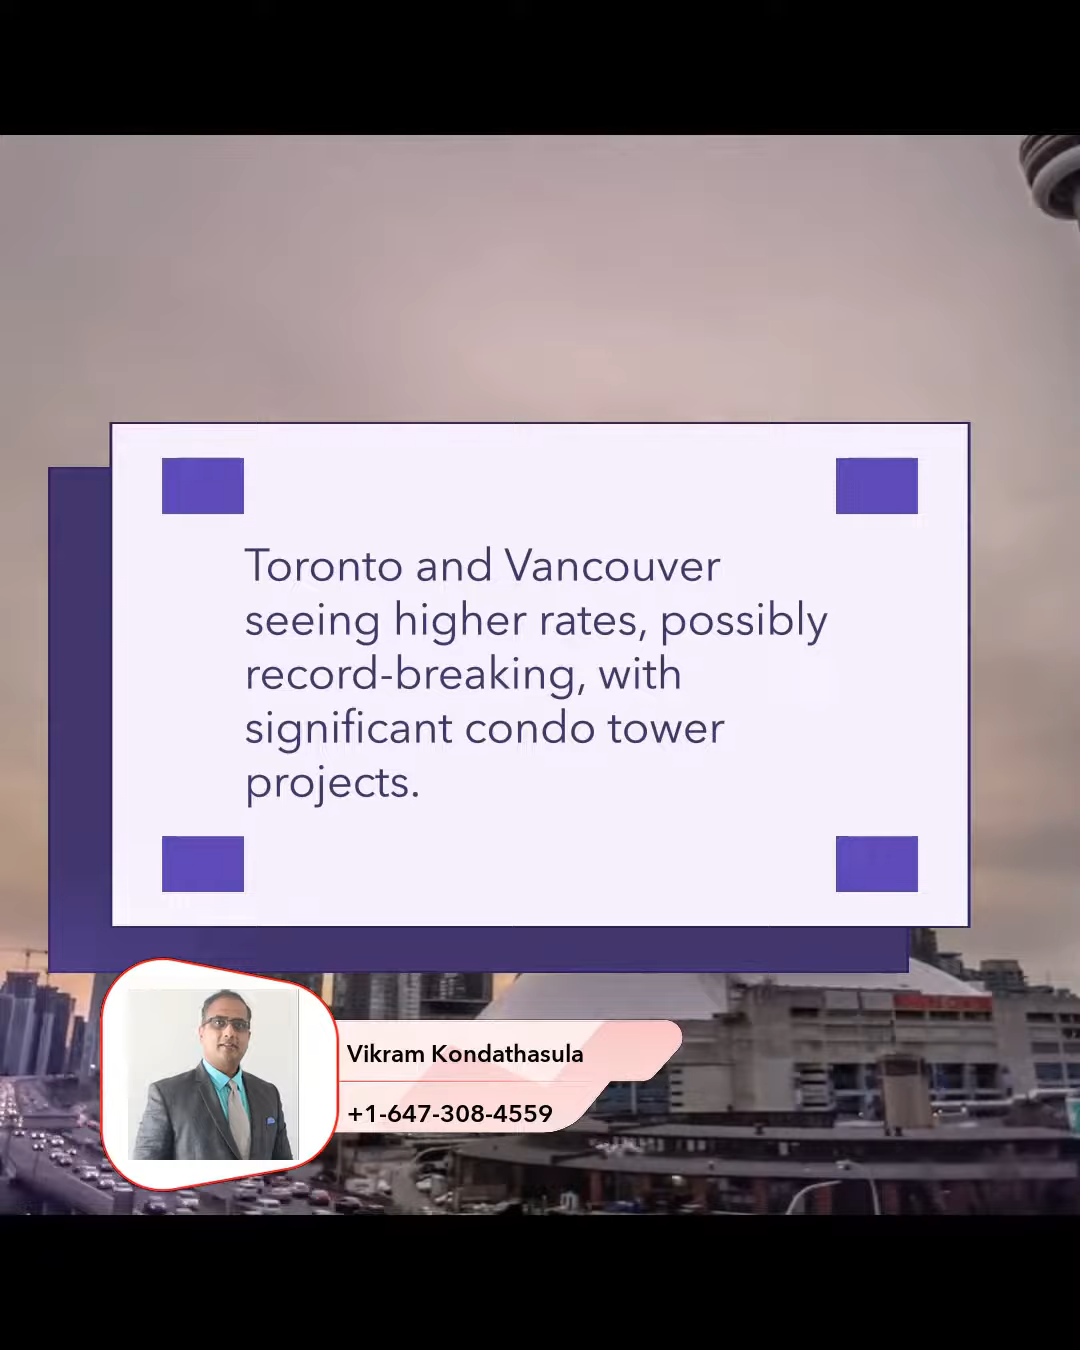 Toronto and Vancouver
seeing higher rates, possibly
record-breaking, with
significant condo tower
projects.
Vikram Kondathasula
+1-647-308-4559